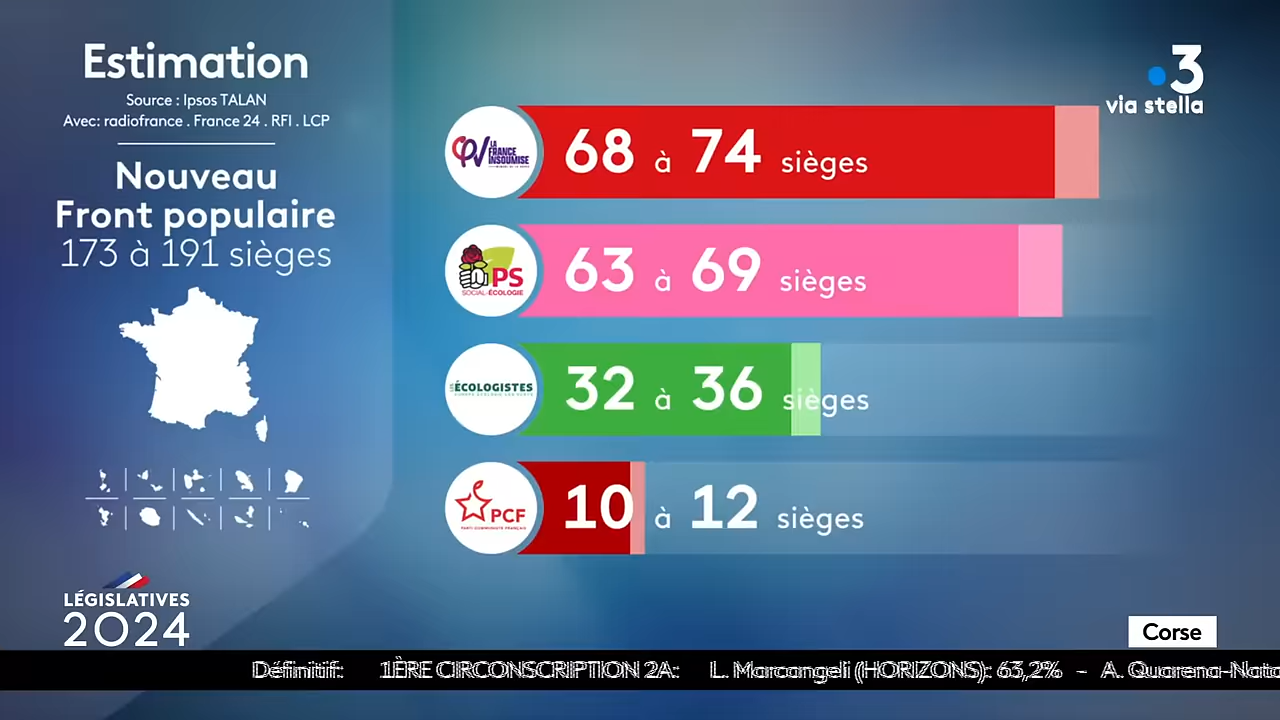 Estimation
Source : Ipsos TALAN
Avec: radiofrance . France 24 . RFI . LCP
Nouveau
Front populaire
173 à 191 sièges
LA FRANCE INSOUMISE
68 à 74 sièges
PS
SOCIAL-ÉCOLOGIE
63 à 69 sièges
LES ÉCOLOGISTES
32 à 36 sièges
PCF
PARTI COMMUNISTE FRANÇAIS
10 à 12 sièges
3
via stella
LÉGISLATIVES
2024
Corse
Définitif: 1ÈRE CIRCONSCRIPTION 2A: L. Marcangeli (HORIZONS): 63,2% - A. Quarena-Nata